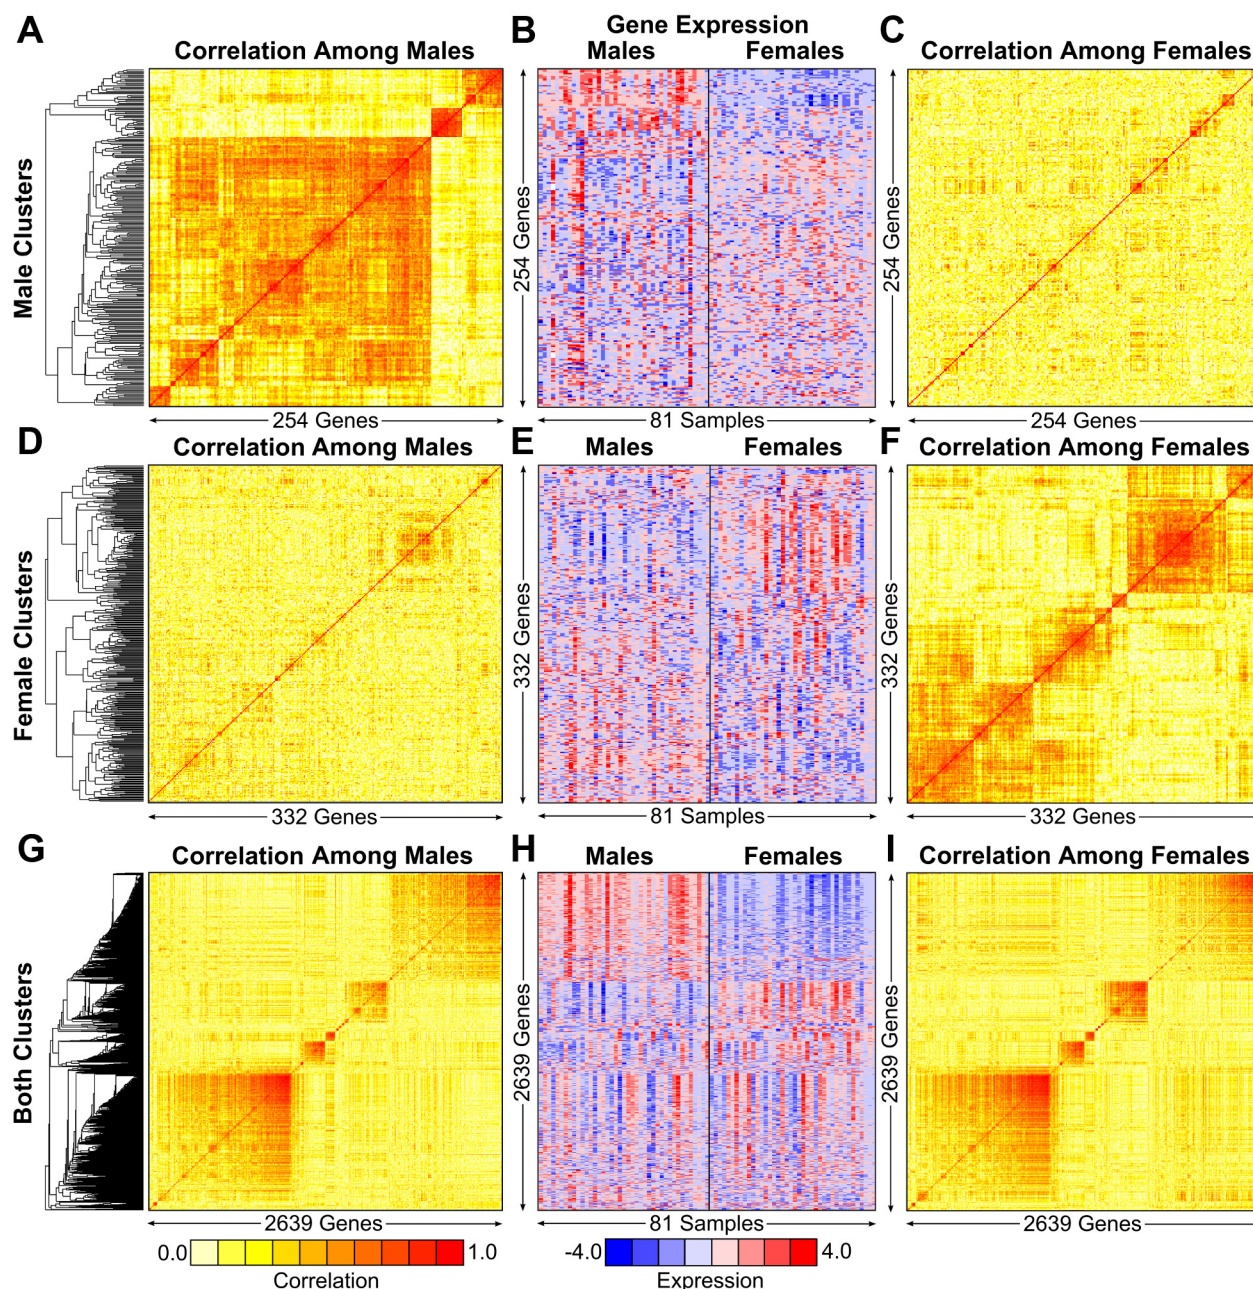 A
Correlation Among Males
B
Gene Expression
Males
Females
C
Correlation Among Females
Male Clusters
254 Genes
254 Genes
254 Genes
81 Samples
254 Genes
D
Correlation Among Males
E
Males
Females
F
Correlation Among Females
Female Clusters
332 Genes
332 Genes
332 Genes
81 Samples
332 Genes
G
Correlation Among Males
H
Males
Females
I
Correlation Among Females
Both Clusters
2639 Genes
2639 Genes
2639 Genes
81 Samples
2639 Genes
0.0
1.0
Correlation
-4.0
4.0
Expression